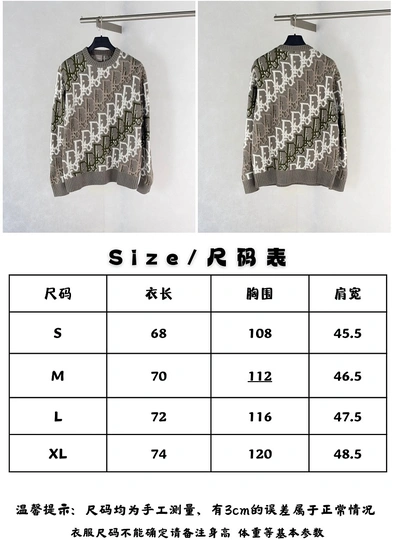 Size/尺码表
尺码 衣长 胸围 肩宽
S 68 108 45.5
M 70 112 46.5
L 72 116 47.5
XL 74 120 48.5
温馨提示：尺码均为手工测量、有3cm的误差属于正常情况
衣服尺码不能确定请备注身高 体重等基本参数